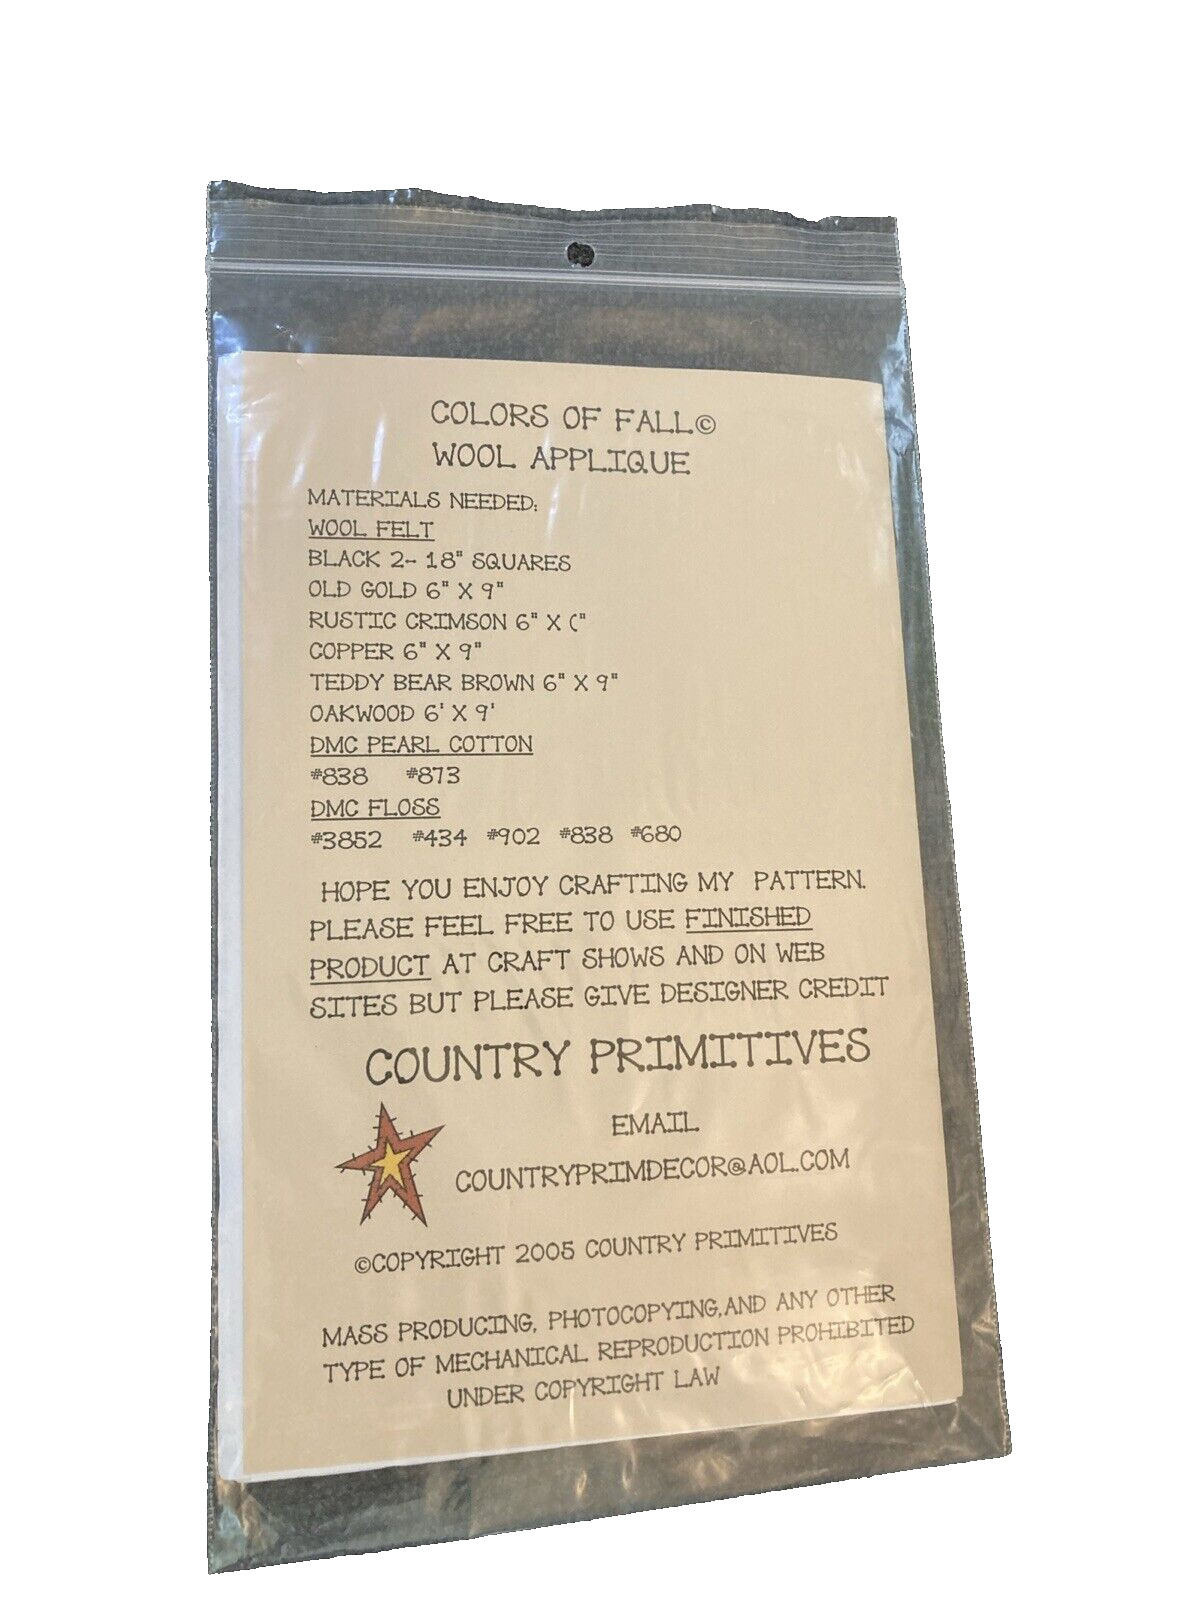 COLORS OF FALL©
WOOL APPLIQUE
MATERIALS NEEDED:
WOOL FELT
BLACK 2- 18" SQUARES
OLD GOLD 6" X 9"
RUSTIC CRIMSON 6" X ("
COPPER 6" X 9"
TEDDY BEAR BROWN 6" X 9"
OAKWOOD 6' X 9'
DMC PEARL COTTON
#838 #873
DMC FLOSS
#3852 #434 #902 #838 #680
HOPE YOU ENJOY CRAFTING MY PATTERN.
PLEASE FEEL FREE TO USE FINISHED
PRODUCT AT CRAFT SHOWS AND ON WEB
SITES BUT PLEASE GIVE DESIGNER CREDIT
COUNTRY PRIMITIVES
EMAIL
COUNTRYPRIMDECOR@AOL.COM
©COPYRIGHT 2005 COUNTRY PRIMITIVES
MASS PRODUCING, PHOTOCOPYING,AND ANY OTHER
TYPE OF MECHANICAL REPRODUCTION PROHIBITED
UNDER COPYRIGHT LAW